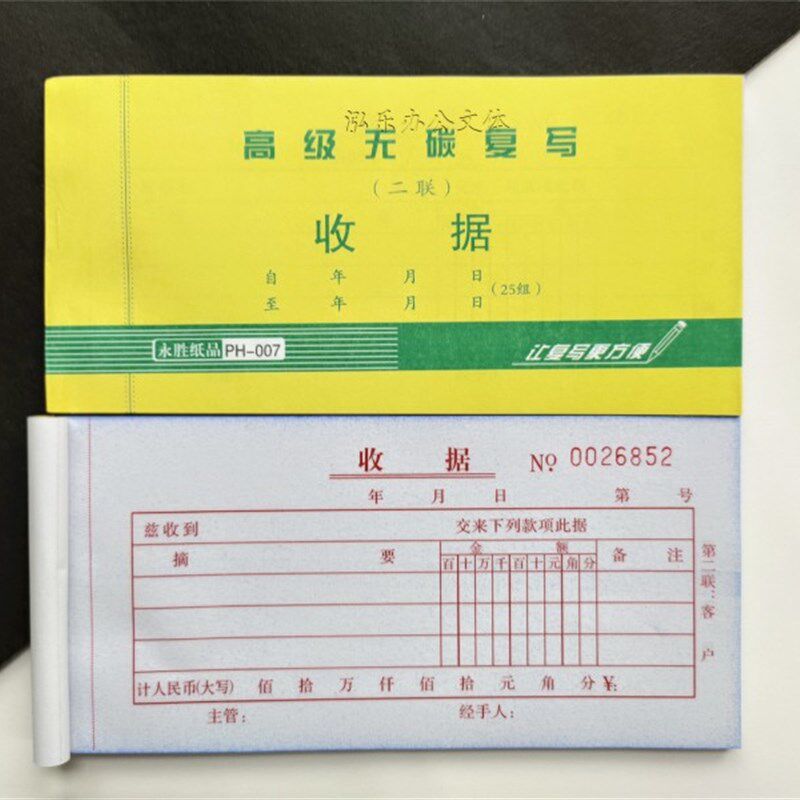 泓乐办公文体
高级无碳复写
（二联）
收 据
自 年 月 日
至 年 月 日
（25组）
永胜纸品 PH-007
让复写更方便
收 据 No 0026852
年 月 日 第 号
兹收到 交来下列款项此据
摘 要 金 额 备 注
百 十 万 千 百 十 元 角 分
计人民币(大写) 佰 拾 万 仟 佰 拾 元 角 分 ¥:
主管: 经手人:
第二联：客户